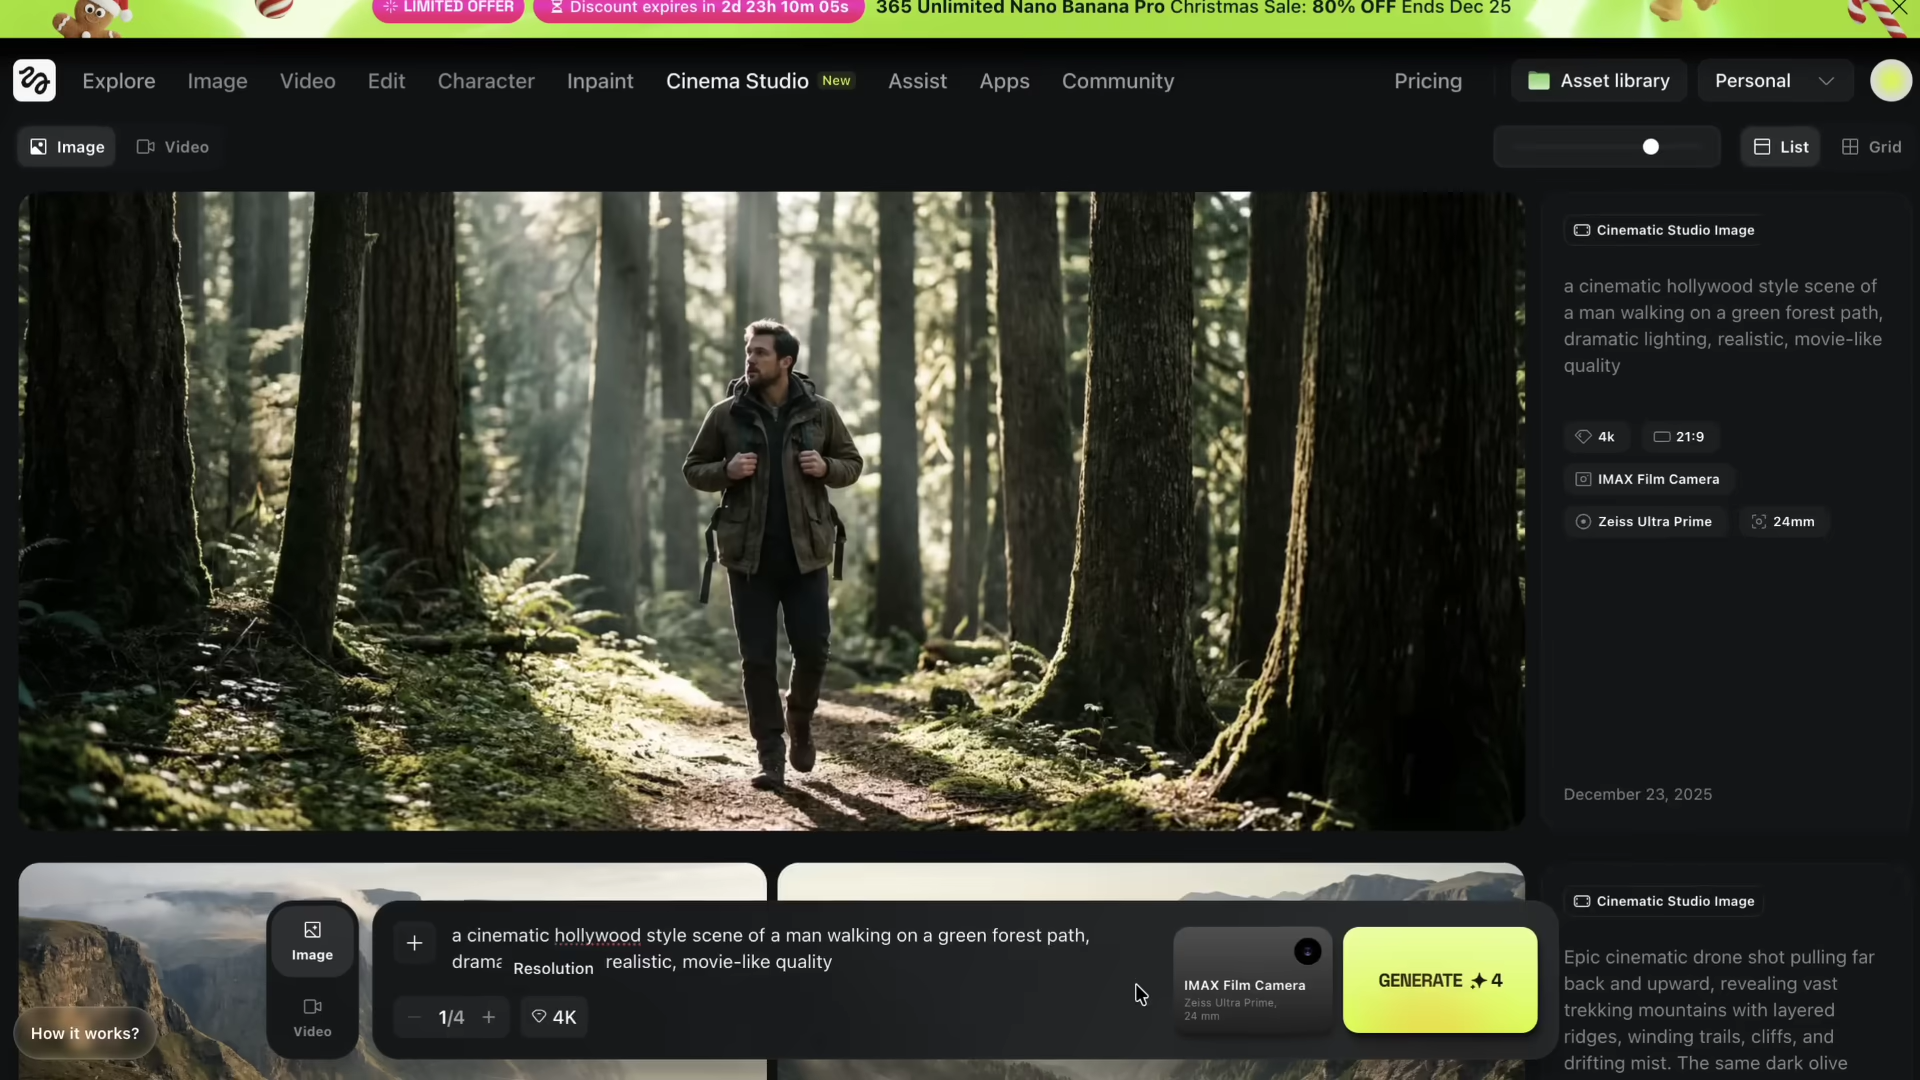 LIMITED OFFER
Discount expires in 2d 23h 10m 05s
365 Unlimited Nano Banana Pro Christmas Sale: 80% OFF Ends Dec 25
Explore
Image
Video
Edit
Character
Inpaint
Cinema Studio New
Assist
Apps
Community
Pricing
Asset library
Personal
Image
Video
List
Grid
Cinematic Studio Image
a cinematic hollywood style scene of
a man walking on a green forest path,
dramatic lighting, realistic, movie-like
quality
4k
21:9
IMAX Film Camera
Zeiss Ultra Prime
24mm
December 23, 2025
Cinematic Studio Image
Epic cinematic drone shot pulling far
back and upward, revealing vast
trekking mountains with layered
ridges, winding trails, cliffs, and
drifting mist. The same dark olive
How it works?
Image
Video
a cinematic hollywood style scene of a man walking on a green forest path,
drama
Resolution
realistic, movie-like quality
1/4
4K
IMAX Film Camera
Zeiss Ultra Prime,
24 mm
GENERATE 4